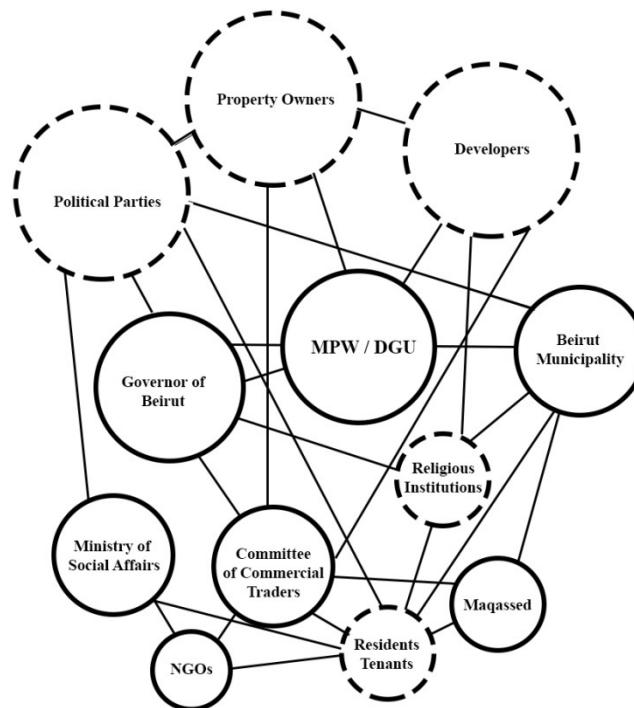 Property Owners
Developers
Political Parties
MPW / DGU
Beirut
Municipality
Governor of
Beirut
Religious
Institutions
Ministry of
Social Affairs
Committee
of Commercial
Traders
Maqassed
Residents
Tenants
NGOs